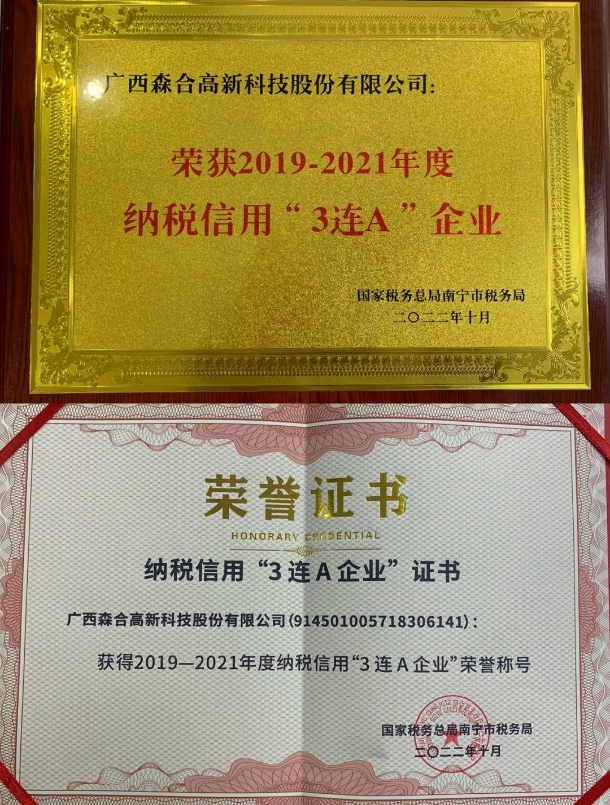 广西森合高新科技股份有限公司:
荣获2019-2021年度
纳税信用“3连A”企业
国家税务总局南宁市税务局
二〇二二年十月
荣誉证书
HONORARY CREDENTIAL
纳税信用“3连A企业”证书
广西森合高新科技股份有限公司(914501005718306141):
获得2019—2021年度纳税信用“3连A企业”荣誉称号
国家税务总局南宁市税务局
二〇二二年十月